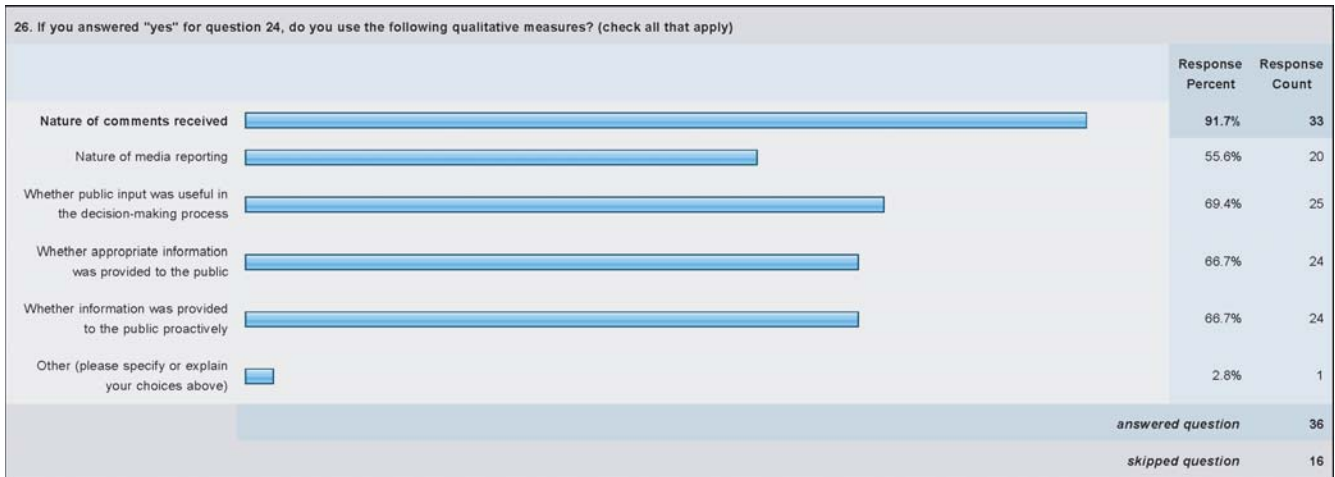 26. If you answered "yes" for question 24, do you use the following qualitative measures? (check all that apply)
Response Percent
Response Count
Nature of comments received 91.7% 33
Nature of media reporting 55.6% 20
Whether public input was useful in
the decision-making process 69.4% 25
Whether appropriate information
was provided to the public 66.7% 24
Whether information was provided
to the public proactively 66.7% 24
Other (please specify or explain
your choices above) 2.8% 1
answered question 36
skipped question 16